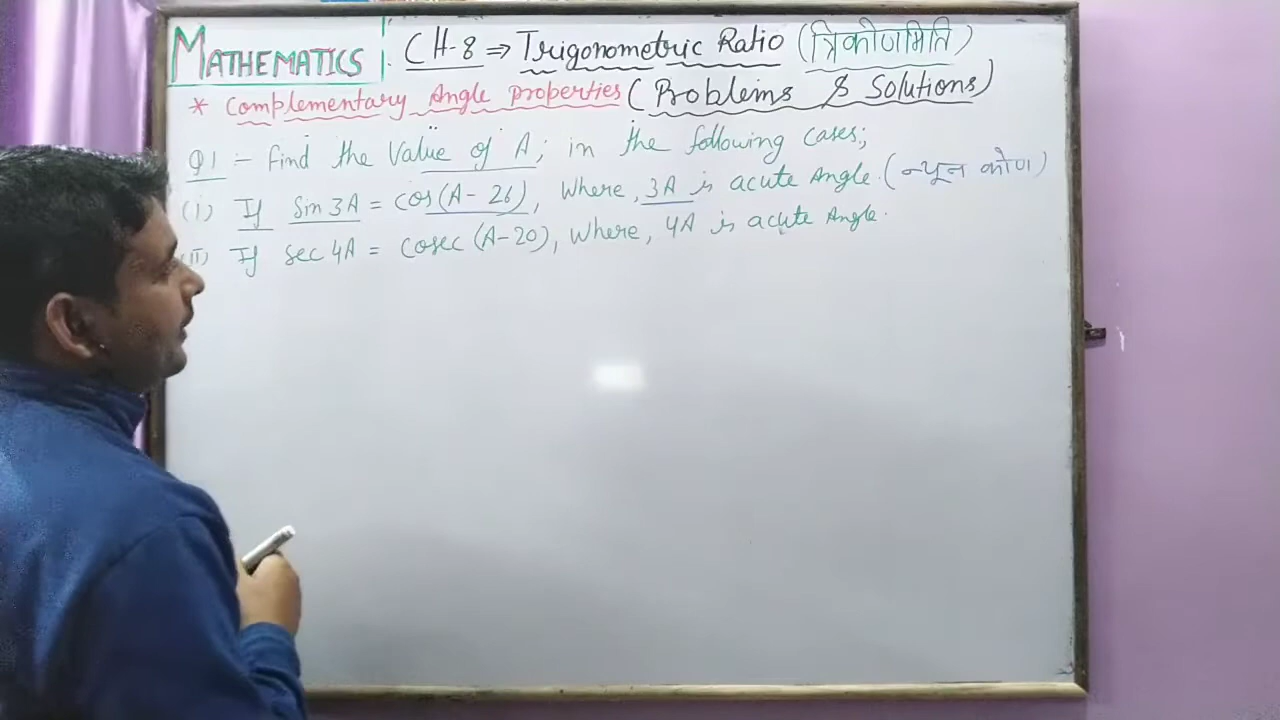 MATHEMATICS CH-8 ⇒ Trigonometric Ratio (त्रिकोणमिति)
* Complementary Angle properties (Problems & Solutions)
Q1 - find the Value of A; in the following cases;
(i) If Sin 3A = cos(A - 26), Where, 3A is acute Angle. (न्यून कोण)
(ii) If sec 4A = cosec (A-20), Where, 4A is acute Angle.